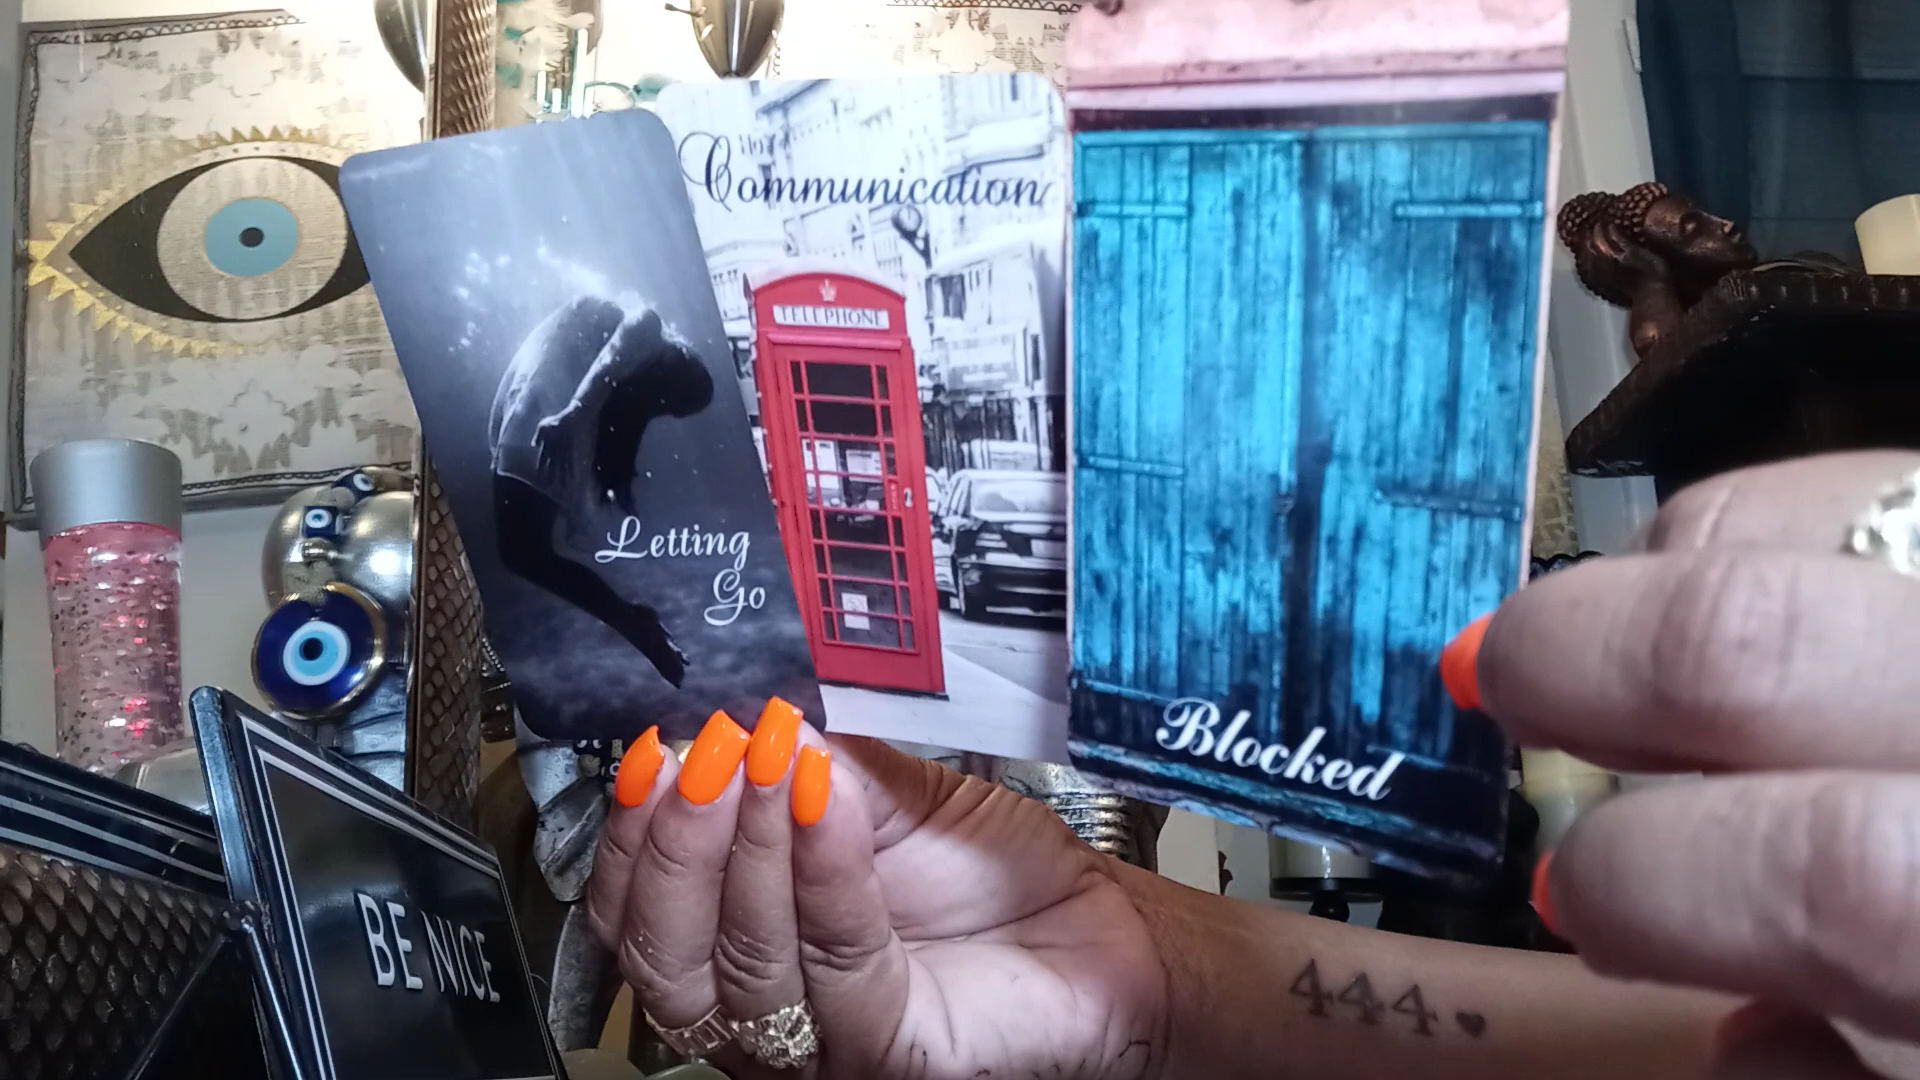 Communication
TELEPHONE
Letting
Go
Blocked
BE NICE
444